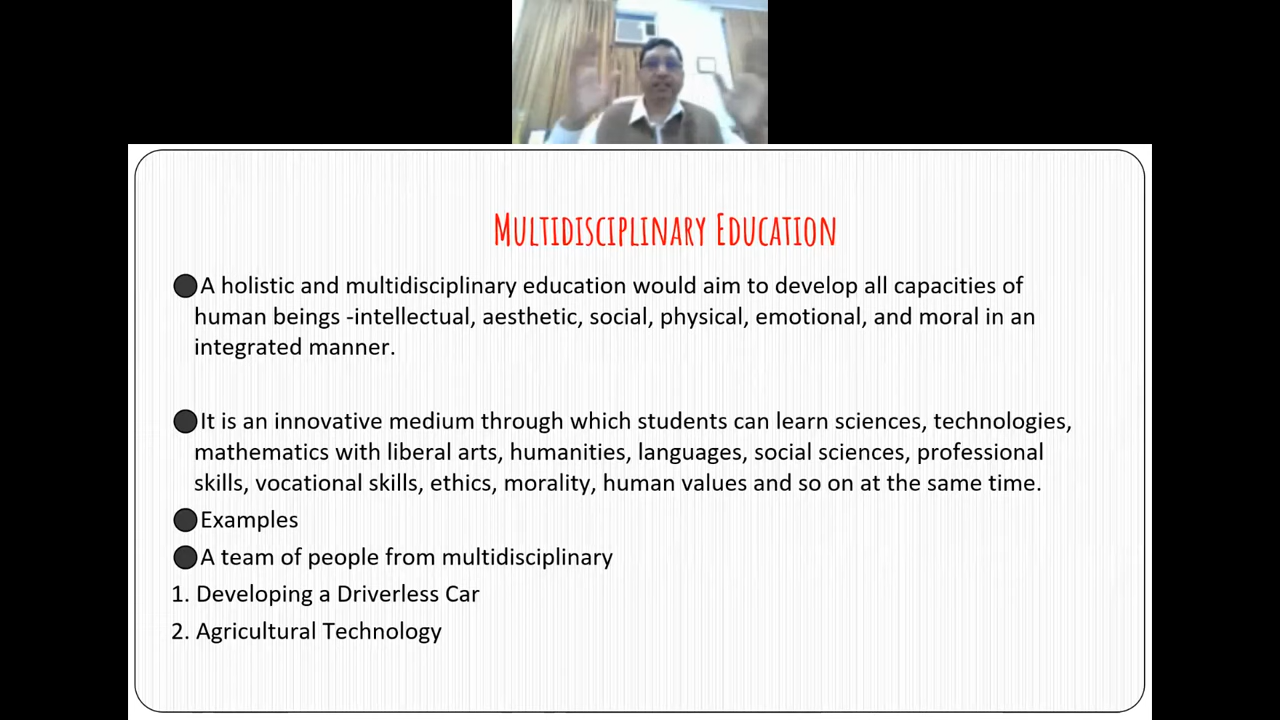 Multidisciplinary Education
●A holistic and multidisciplinary education would aim to develop all capacities of
human beings -intellectual, aesthetic, social, physical, emotional, and moral in an
integrated manner.
●It is an innovative medium through which students can learn sciences, technologies,
mathematics with liberal arts, humanities, languages, social sciences, professional
skills, vocational skills, ethics, morality, human values and so on at the same time.
●Examples
●A team of people from multidisciplinary
1. Developing a Driverless Car
2. Agricultural Technology